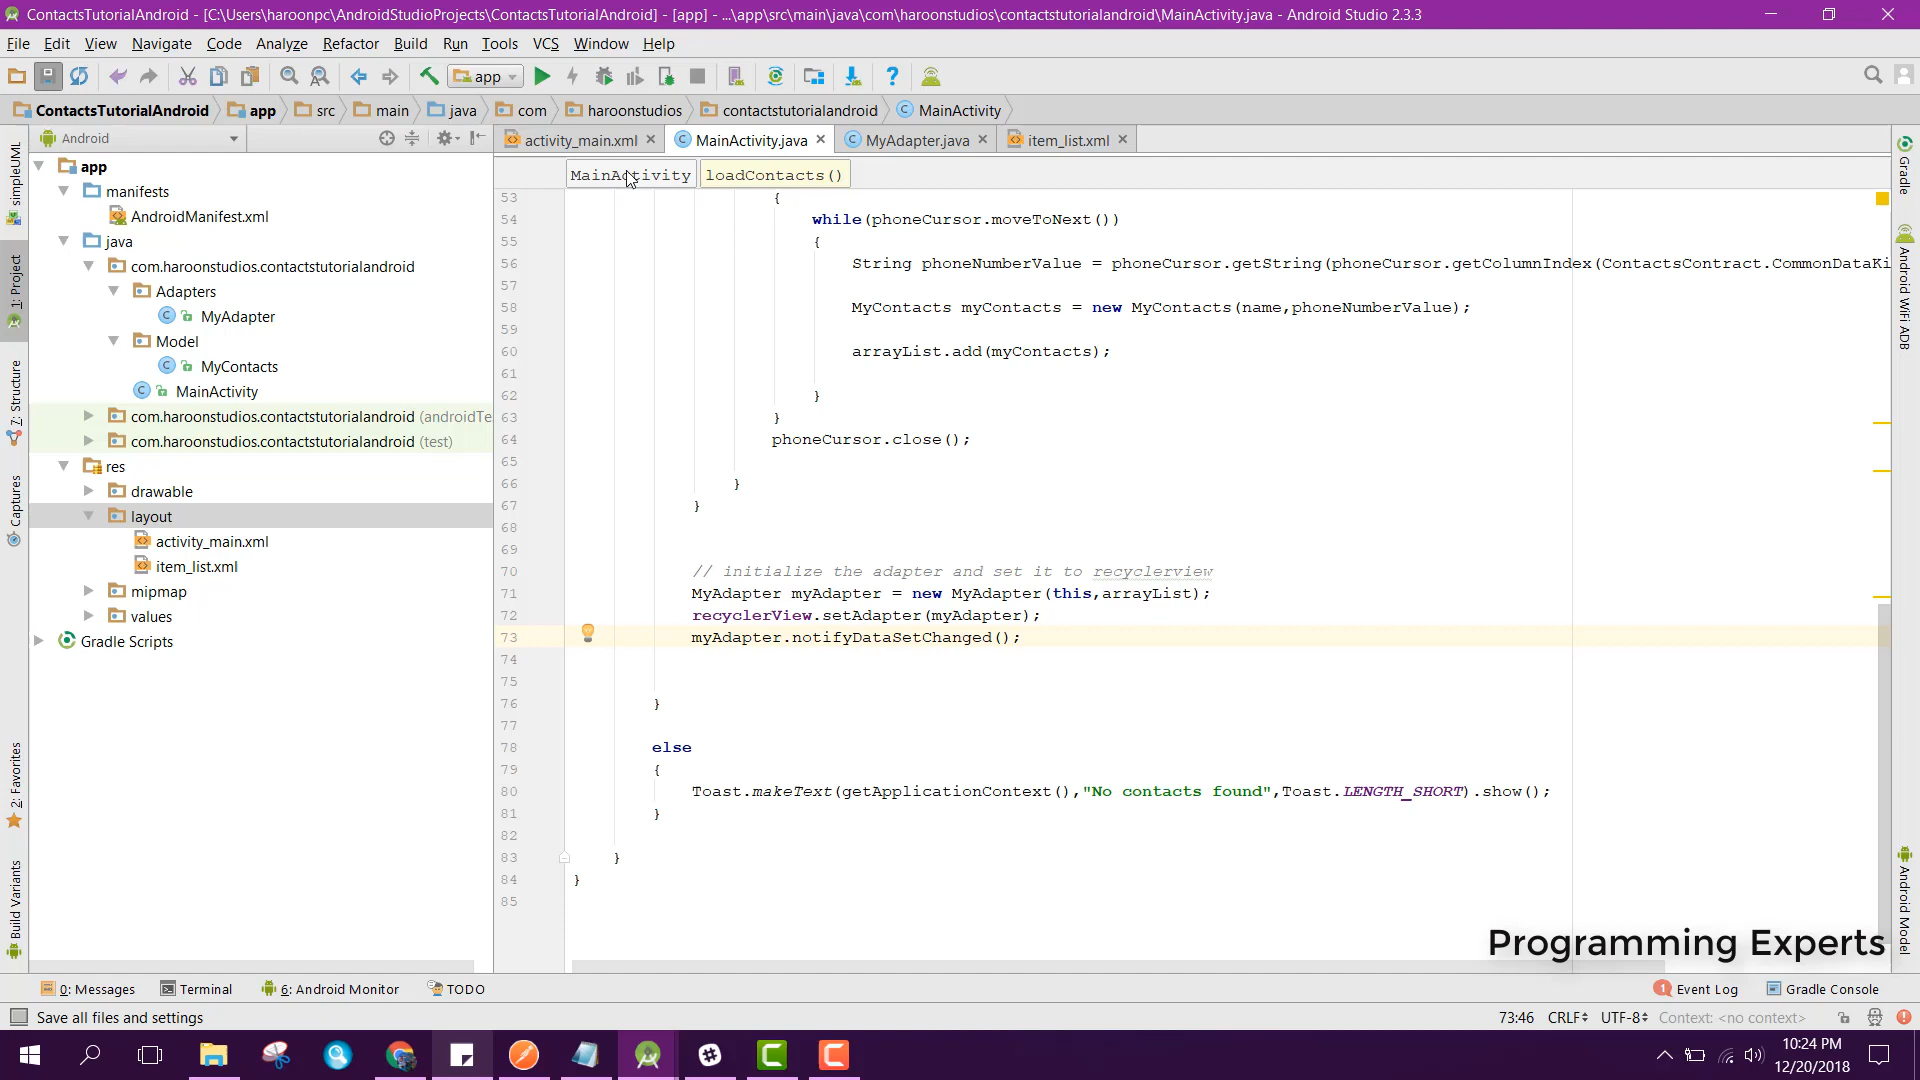 ContactsTutorialAndroid - [C:\Users\haroonpc\AndroidStudioProjects\ContactsTutorialAndroid] - [app] - ...\app\src\main\java\com\haroonstudios\contactstutorialandroid\MainActivity.java - Android Studio 2.3.3
File Edit View Navigate Code Analyze Refactor Build Run Tools VCS Window Help
app
ContactsTutorialAndroid app src main java com haroonstudios contactstutorialandroid MainActivity
Android
activity_main.xml MainActivity.java MyAdapter.java item_list.xml
MainActivity loadContacts()
simpleUML
1: Project
7: Structure
Captures
2: Favorites
Build Variants
app
manifests
AndroidManifest.xml
java
com.haroonstudios.contactstutorialandroid
Adapters
MyAdapter
Model
MyContacts
MainActivity
com.haroonstudios.contactstutorialandroid (androidTe
com.haroonstudios.contactstutorialandroid (test)
res
drawable
layout
activity_main.xml
item_list.xml
mipmap
values
Gradle Scripts
53 {
54 while(phoneCursor.moveToNext())
55 {
56 String phoneNumberValue = phoneCursor.getString(phoneCursor.getColumnIndex(ContactsContract.CommonDataKi
57
58 MyContacts myContacts = new MyContacts(name,phoneNumberValue);
59
60 arrayList.add(myContacts);
61
62 }
63 }
64 phoneCursor.close();
65
66 }
67 }
68
69
70 // initialize the adapter and set it to recyclerview
71 MyAdapter myAdapter = new MyAdapter(this,arrayList);
72 recyclerView.setAdapter(myAdapter);
73 myAdapter.notifyDataSetChanged();
74
75
76 }
77
78 else
79 {
80 Toast.makeText(getApplicationContext(),"No contacts found",Toast.LENGTH_SHORT).show();
81 }
82
83 }
84 }
85
Gradle
Android WiFi ADB
Android Model
Programming Experts
0: Messages Terminal 6: Android Monitor TODO 1 Event Log Gradle Console
Save all files and settings 73:46 CRLF UTF-8 Context: <no context>
10:24 PM
12/20/2018